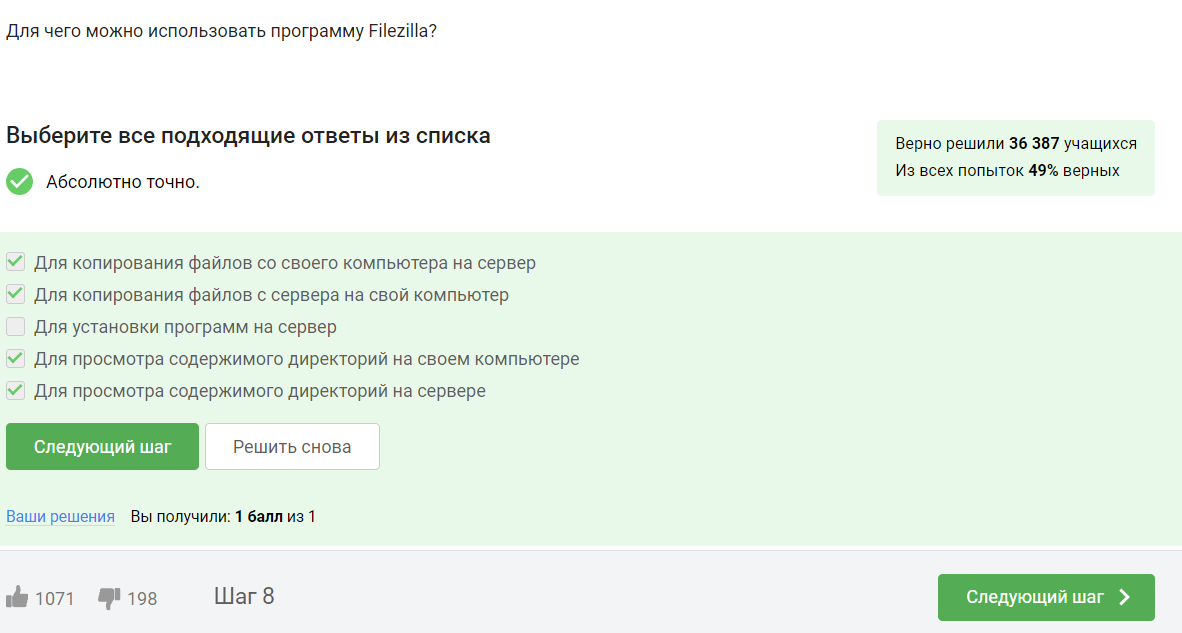 Для чего можно использовать программу Filezilla?
Выберите все подходящие ответы из списка
Абсолютно точно.
Верно решили 36 387 учащихся
Из всех попыток 49% верных
Для копирования файлов со своего компьютера на сервер
Для копирования файлов с сервера на свой компьютер
Для установки программ на сервер
Для просмотра содержимого директорий на своем компьютере
Для просмотра содержимого директорий на сервере
Следующий шаг
Решить снова
Ваши решения Вы получили: 1 балл из 1
1071 198 Шаг 8
Следующий шаг